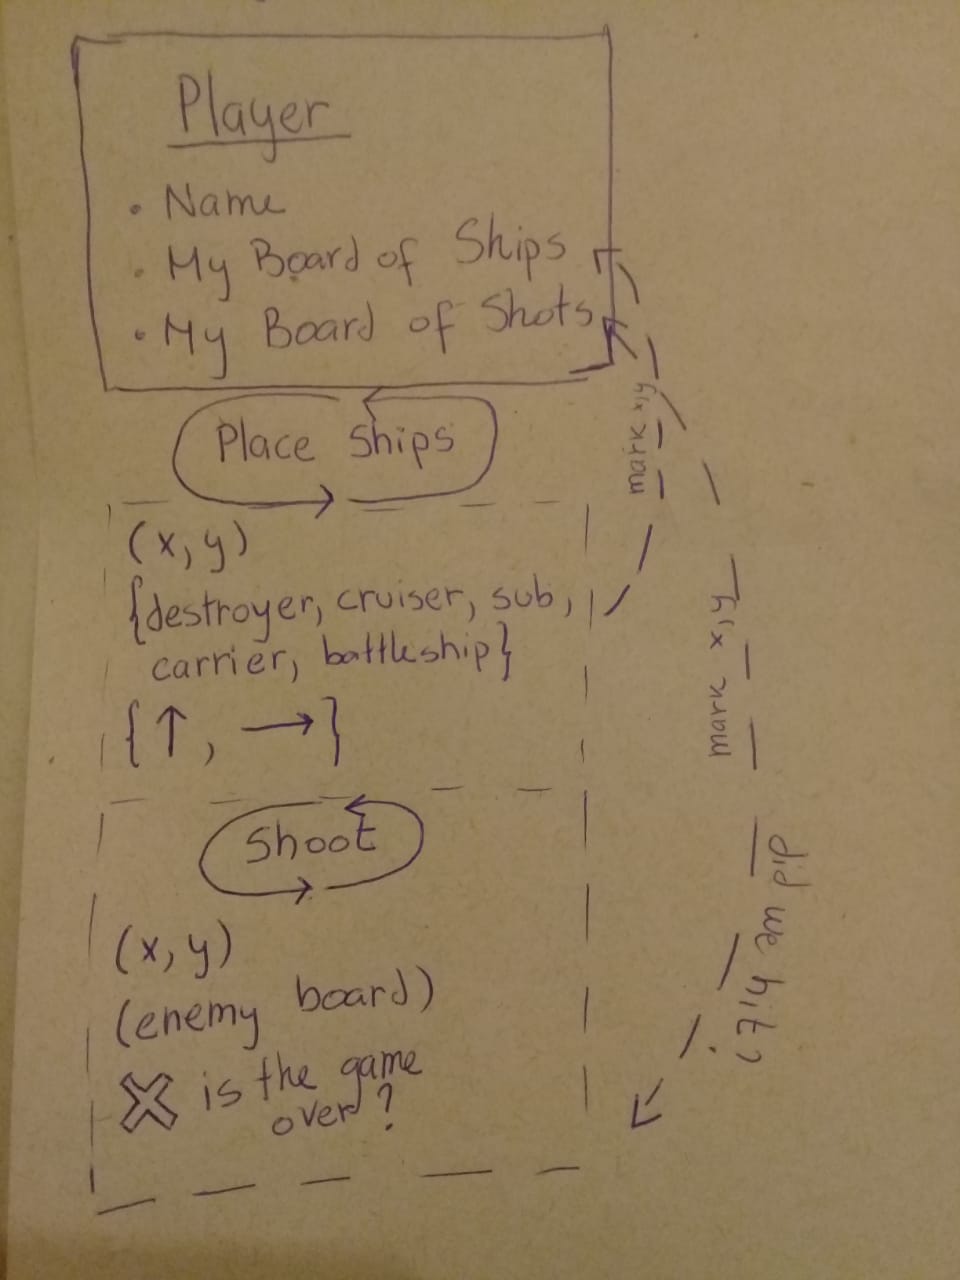 Player
• Name
• My Board of Ships
• My Board of Shots
Place Ships
(x, y)
{destroyer, cruiser, sub,
carrier, battleship}
{↑, →}
Shoot
(x, y)
(enemy board)
X is the game
over?
mark x,y
mark x,y
did we hit?